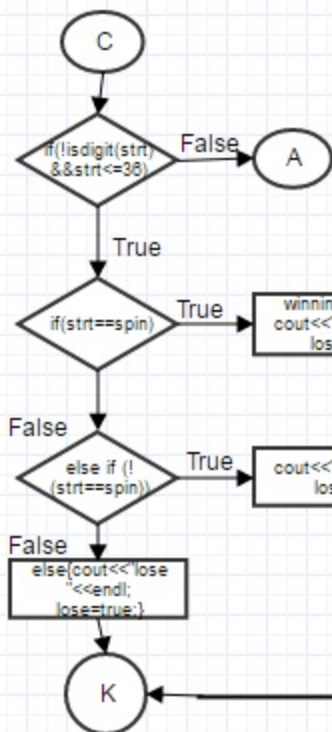 C
if(!isdigit(strt)
&&strt<=36)
False
A
True
if(strt==spin)
True
cout<<
los
False
else if (!
(strt==spin))
True
cout<<
los
False
else{cout<<"lose
"<<endl;
lose=true;}
K